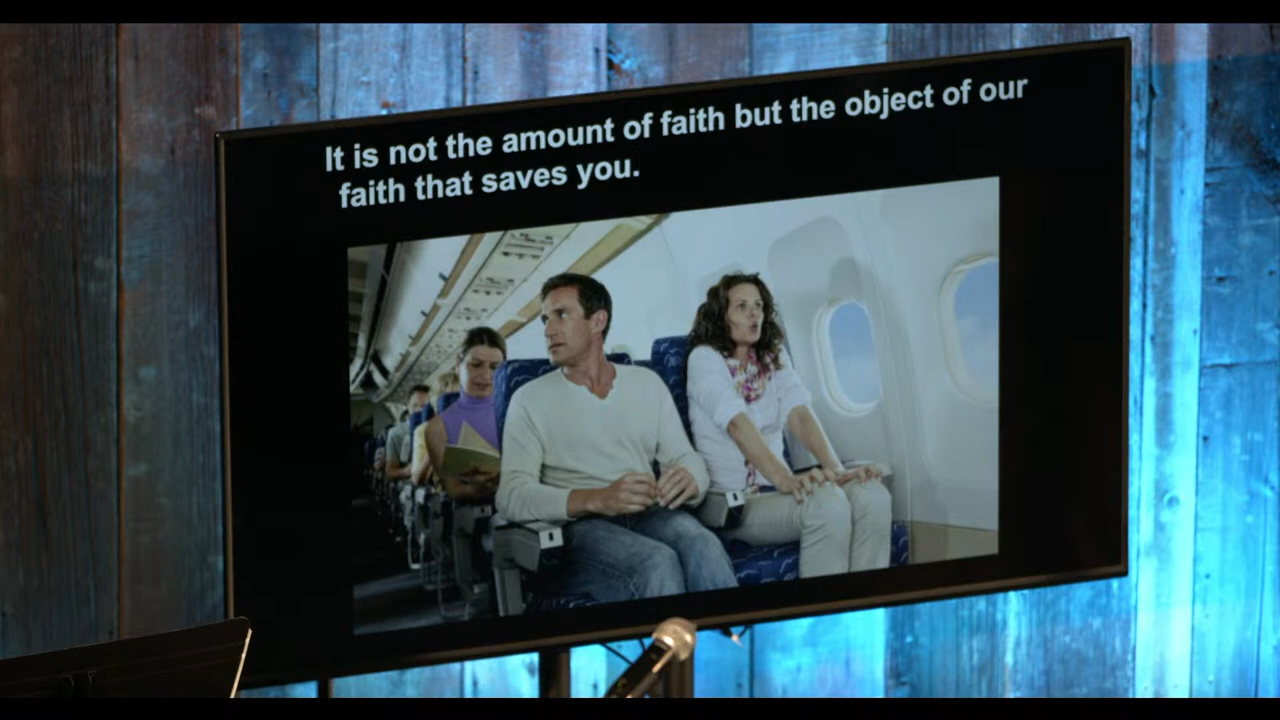 It is not the amount of faith but the object of our
faith that saves you.